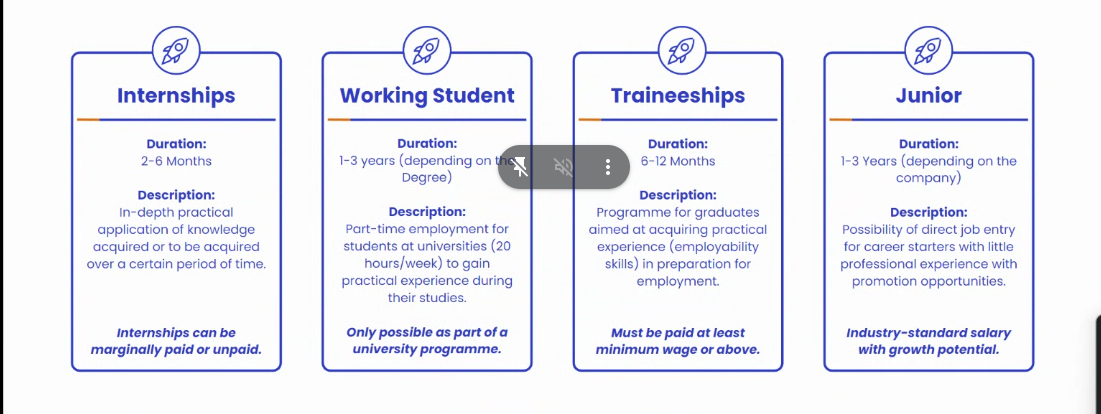 Internships
Duration:
2-6 Months
Description:
In-depth practical
application of knowledge
acquired or to be acquired
over a certain period of time.
Internships can be
marginally paid or unpaid.
Working Student
Duration:
1-3 years (depending on the
Degree)
Description:
Part-time employment for
students at universities (20
hours/week) to gain
practical experience during
their studies.
Only possible as part of a
university programme.
Traineeships
Duration:
6-12 Months
Description:
Programme for graduates
aimed at acquiring practical
experience (employability
skills) in preparation for
employment.
Must be paid at least
minimum wage or above.
Junior
Duration:
1-3 Years (depending on the
company)
Description:
Possibility of direct job entry
for career starters with little
professional experience with
promotion opportunities.
Industry-standard salary
with growth potential.